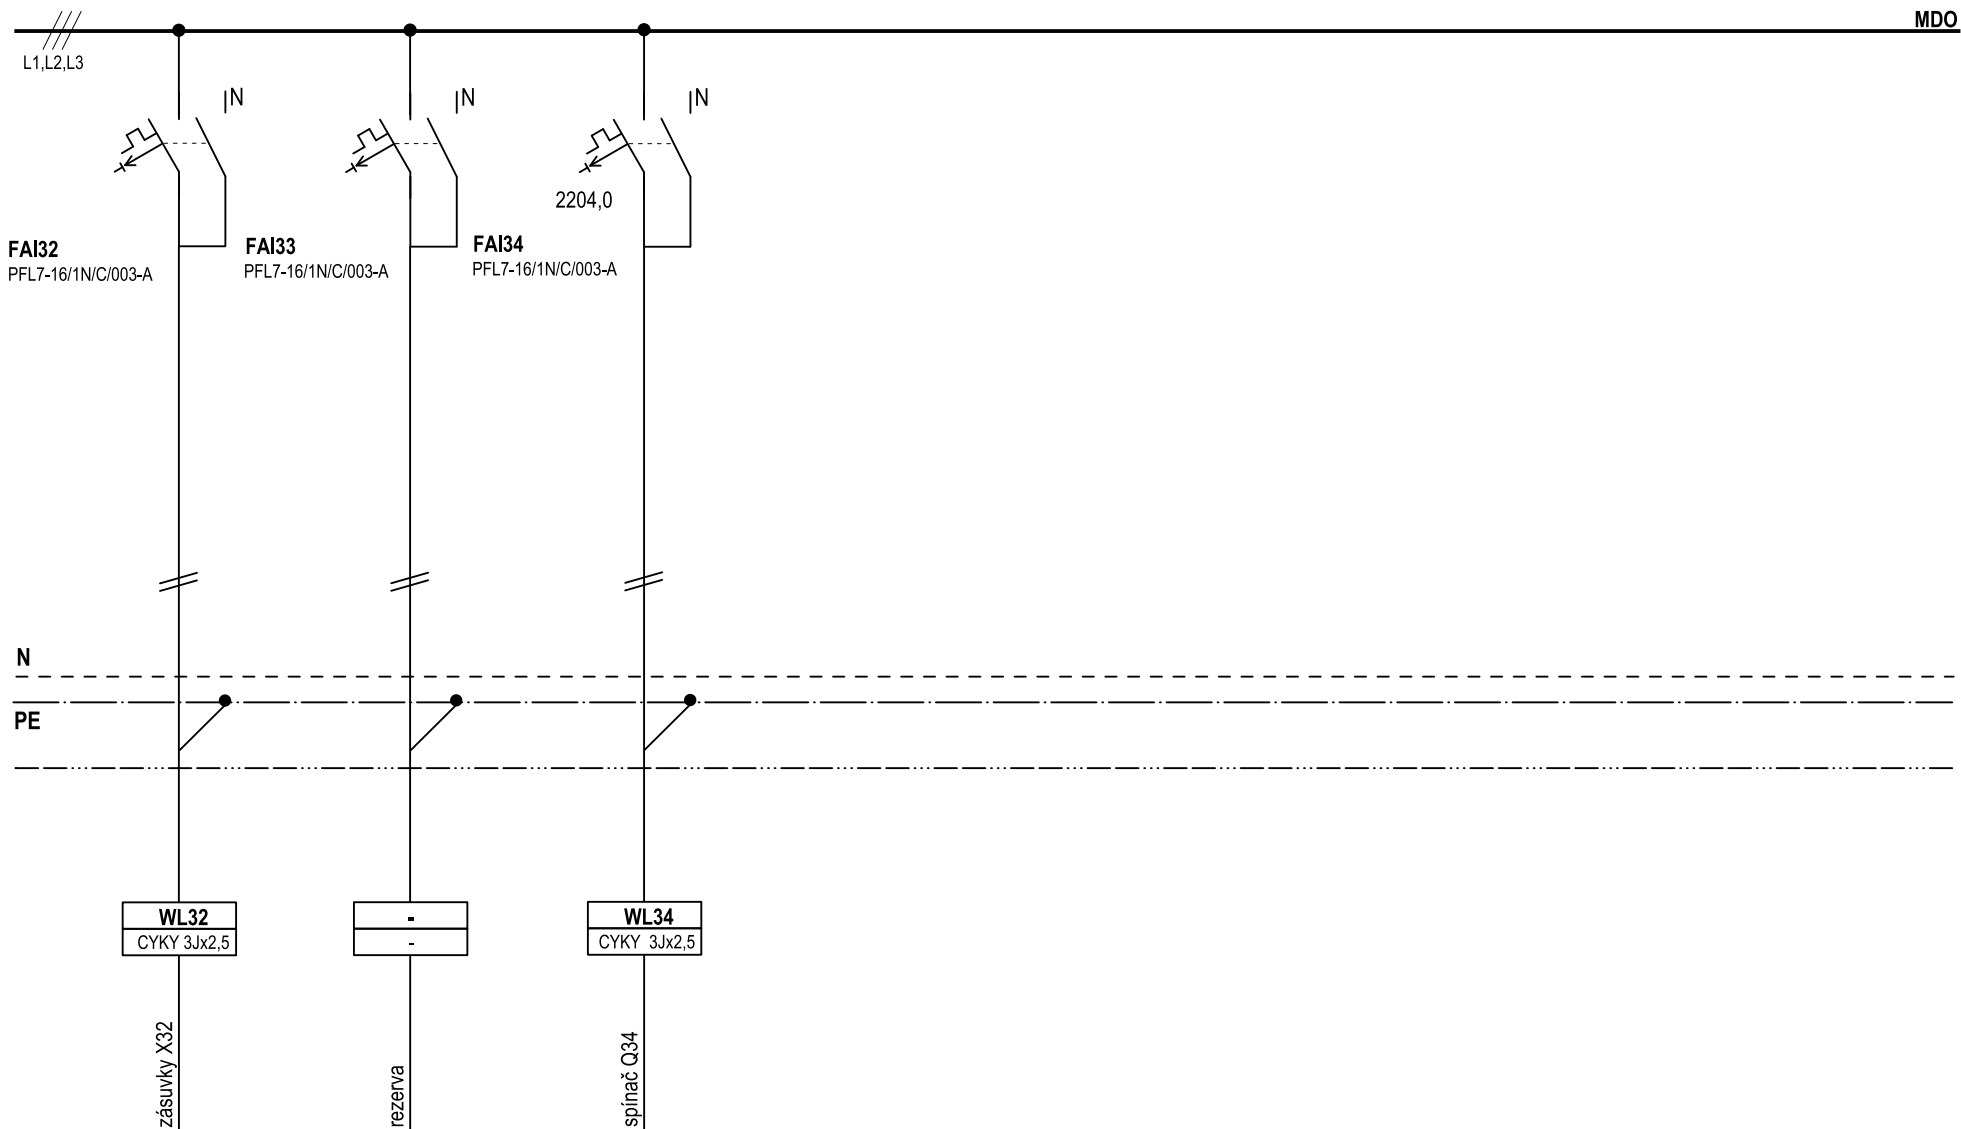 MDO
L1,L2,L3
N
N
N
2204,0
FAI32
PFL7-16/1N/C/003-A
FAI33
PFL7-16/1N/C/003-A
FAI34
PFL7-16/1N/C/003-A
N
PE
WL32
CYKY 3Jx2,5
-
-
WL34
CYKY 3Jx2,5
zásuvky X32
rezerva
spínač Q34